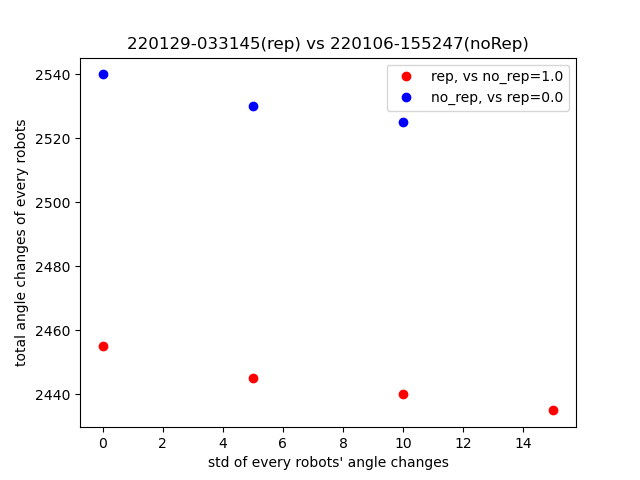 220129-033145(rep) vs 220106-155247(noRep)
rep, vs no_rep=1.0
no_rep, vs rep=0.0
total angle changes of every robots
2540
2520
2500
2480
2460
2440
0 2 4 6 8 10 12 14
std of every robots' angle changes